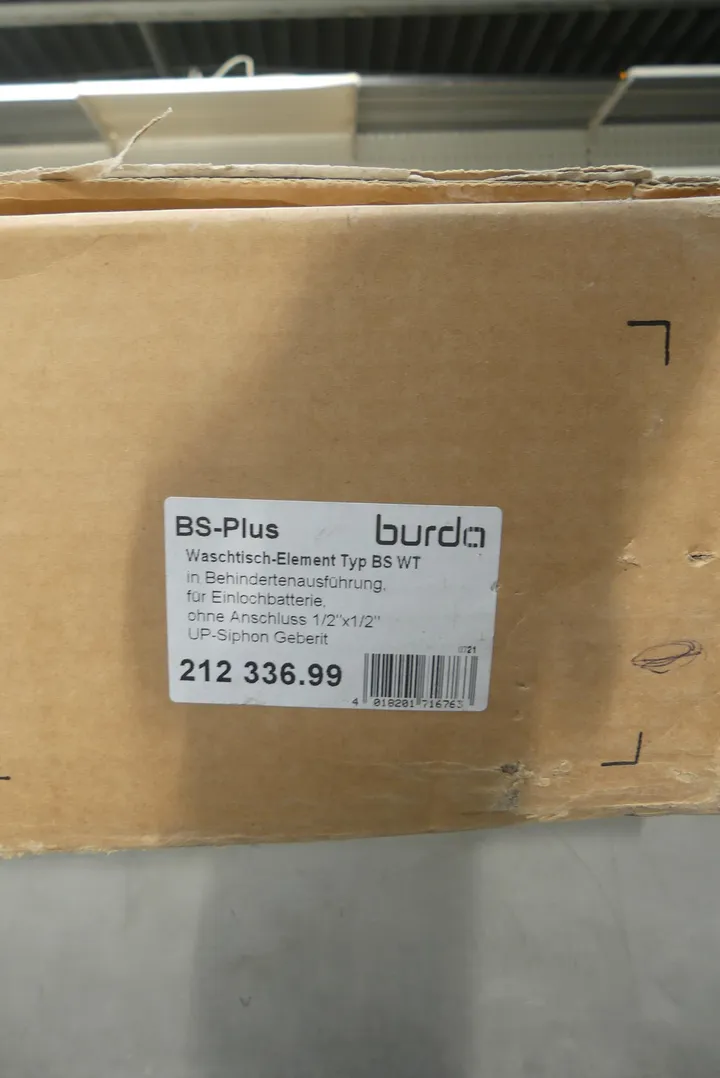 BS-Plus
burda
Waschtisch-Element Typ BS WT
in Behindertenausführung,
für Einlochbatterie,
ohne Anschluss 1/2"x1/2"
UP-Siphon Geberit
212 336.99
4 018201 716763